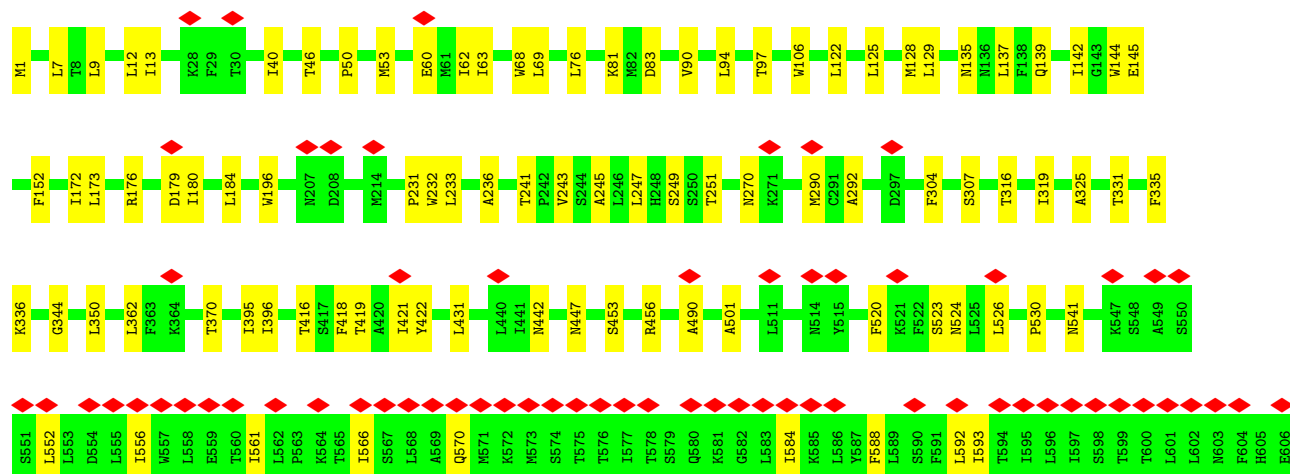 M1 L7 T8 L9 L12 I13 K28 F29 T30 I40 T46 P50 M53 E60 M61 I62 I63 W68 L69 L76 K81 M82 D83 V90 L94 T97 W106 L122 L125 M128 L129 N135 N136 L137 F138 Q139 I142 G143 W144 E145
F152 I172 L173 R176 D179 I180 L184 W196 N207 D208 M214 P231 W232 L233 A236 T241 P242 V243 S244 A245 L246 L247 H248 S249 S250 T251 N270 K271 M290 C291 A292 D297 F304 S307 T316 I319 A325 T331 F335
K336 G344 L350 L362 F363 K364 T370 I395 I396 T416 S417 F418 T419 A420 I421 Y422 L431 L440 I441 N442 N447 S453 R456 A490 A501 L511 N514 Y515 F520 K521 F522 S523 N524 L525 L526 P530 N541 K547 S548 A549 S550
S551 L552 L553 D554 L555 I556 W557 L558 E559 T560 I561 L562 P563 K564 T565 I566 S567 L568 A569 Q570 M571 K572 M573 S574 T575 T576 I577 T578 S579 Q580 K581 G582 L583 I584 K585 L586 Y587 F588 L589 S590 F591 L592 I593 T594 I595 L596 I597 S598 T599 T600 L601 L602 N603 F604 H605 E606